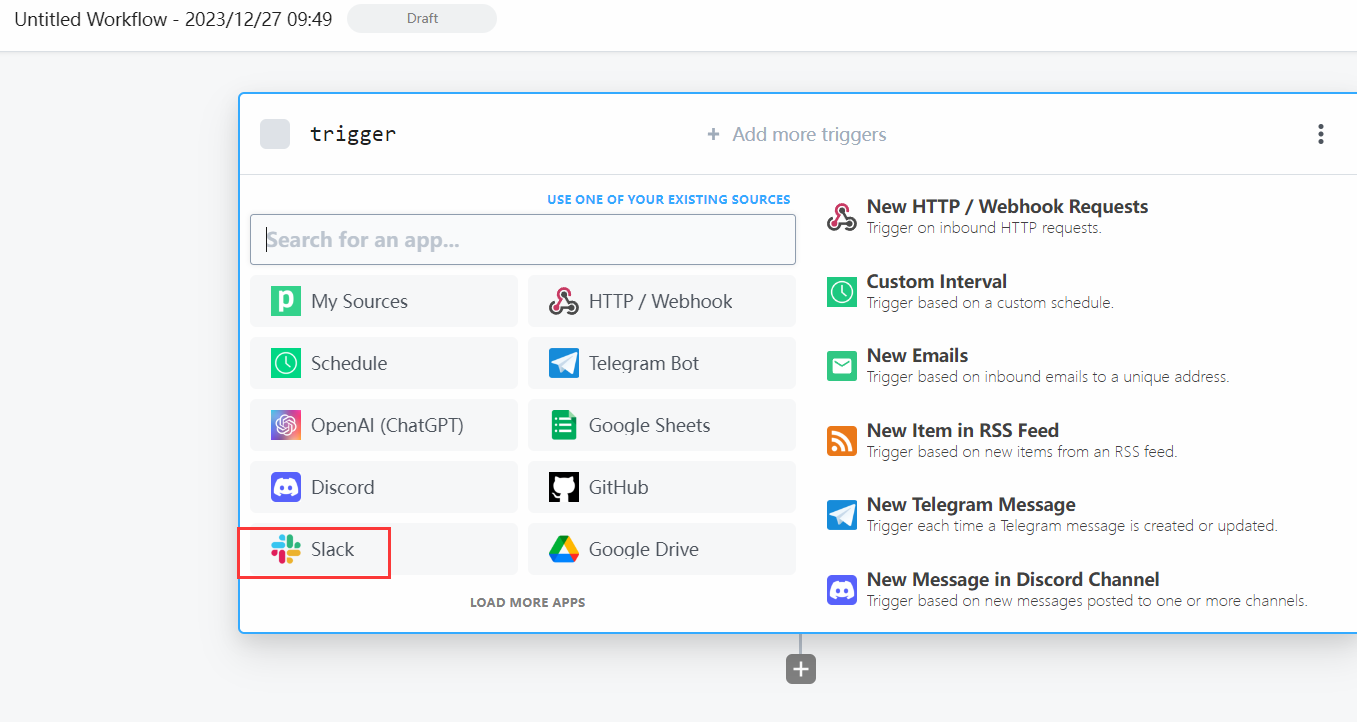 Untitled Workflow - 2023/12/27 09:49
Draft
trigger
+ Add more triggers
USE ONE OF YOUR EXISTING SOURCES
Search for an app...
My Sources
HTTP / Webhook
Schedule
Telegram Bot
OpenAI (ChatGPT)
Google Sheets
Discord
GitHub
Slack
Google Drive
LOAD MORE APPS
New HTTP / Webhook Requests
Trigger on inbound HTTP requests.
Custom Interval
Trigger based on a custom schedule.
New Emails
Trigger based on inbound emails to a unique address.
New Item in RSS Feed
Trigger based on new items from an RSS feed.
New Telegram Message
Trigger each time a Telegram message is created or updated.
New Message in Discord Channel
Trigger based on new messages posted to one or more channels.